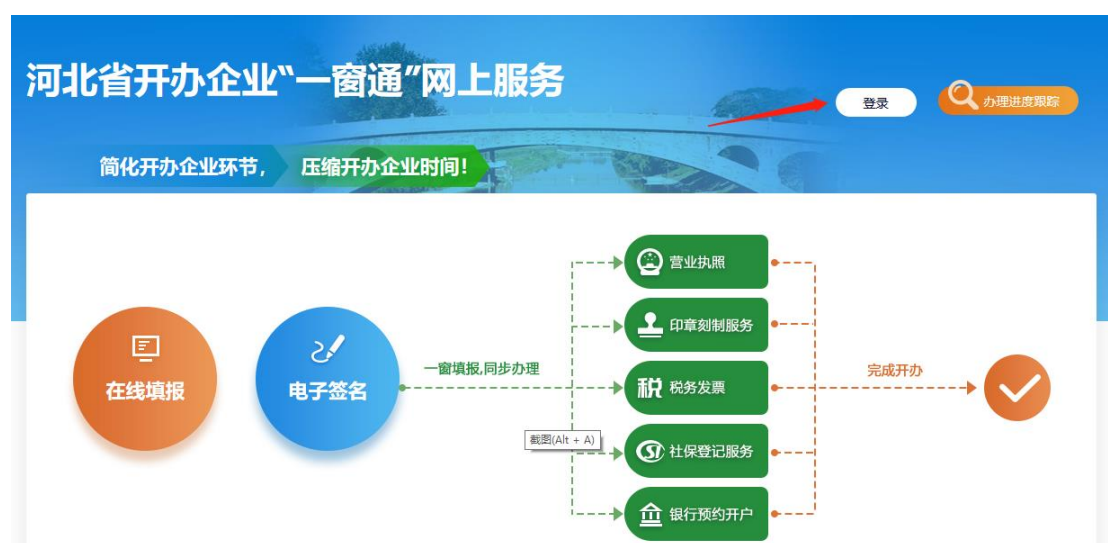 河北省开办企业“一窗通”网上服务
登录
办理进度跟踪
简化开办企业环节，
压缩开办企业时间！
营业执照
印章刻制服务
在线填报
电子签名
一窗填报,同步办理
税 税务发票
完成开办
截图(Alt + A)
社保登记服务
银行预约开户